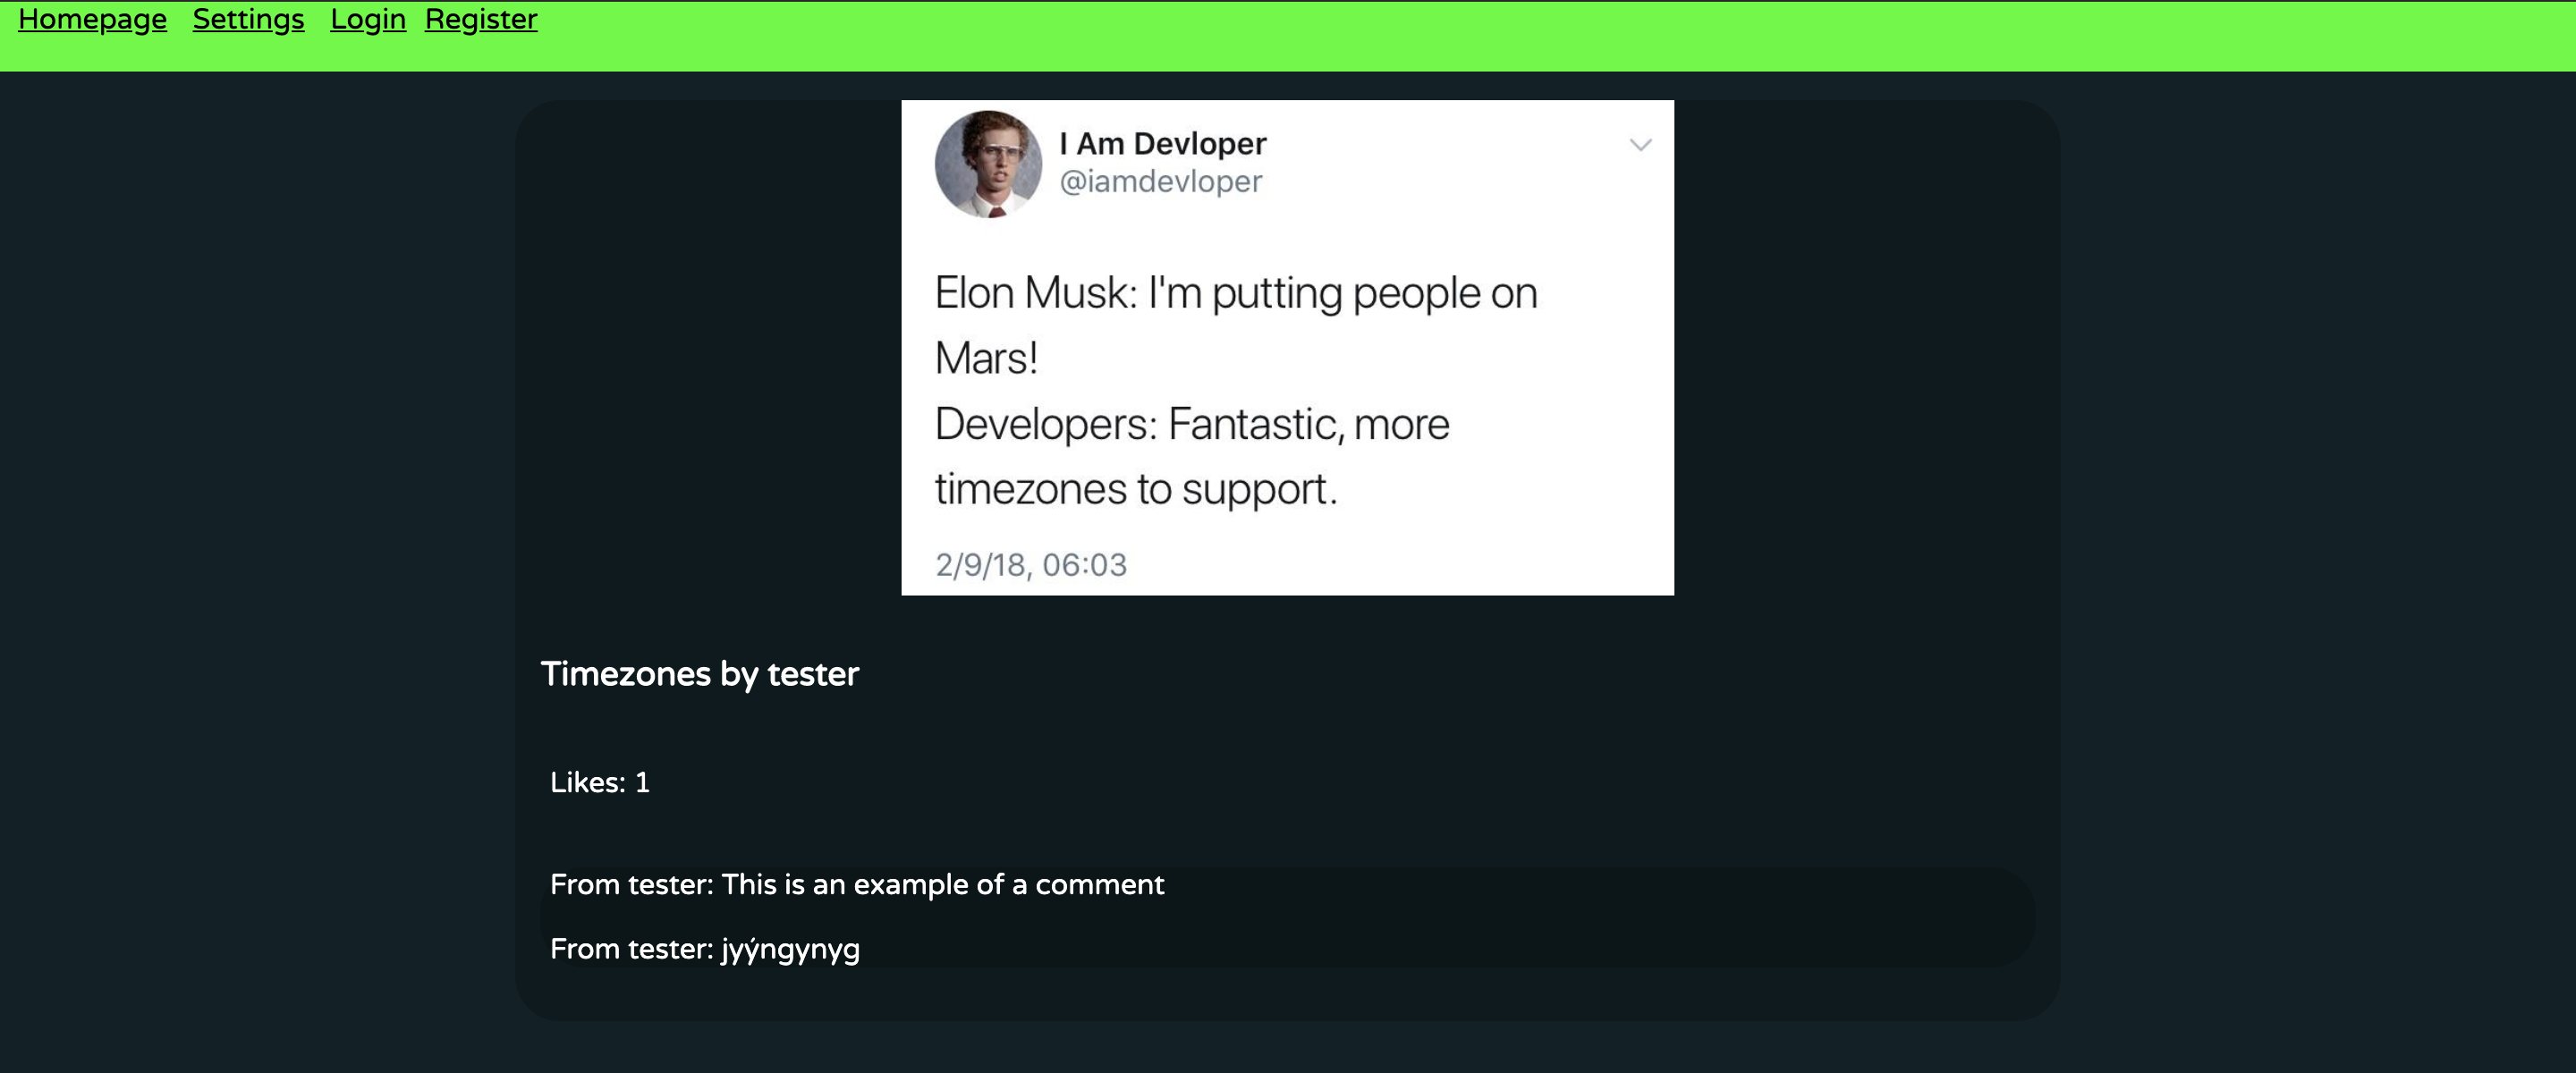 Homepage Settings Login Register
I Am Devloper
@iamdevloper
Elon Musk: I'm putting people on
Mars!
Developers: Fantastic, more
timezones to support.
2/9/18, 06:03
Timezones by tester
Likes: 1
From tester: This is an example of a comment
From tester: jyýngynyg